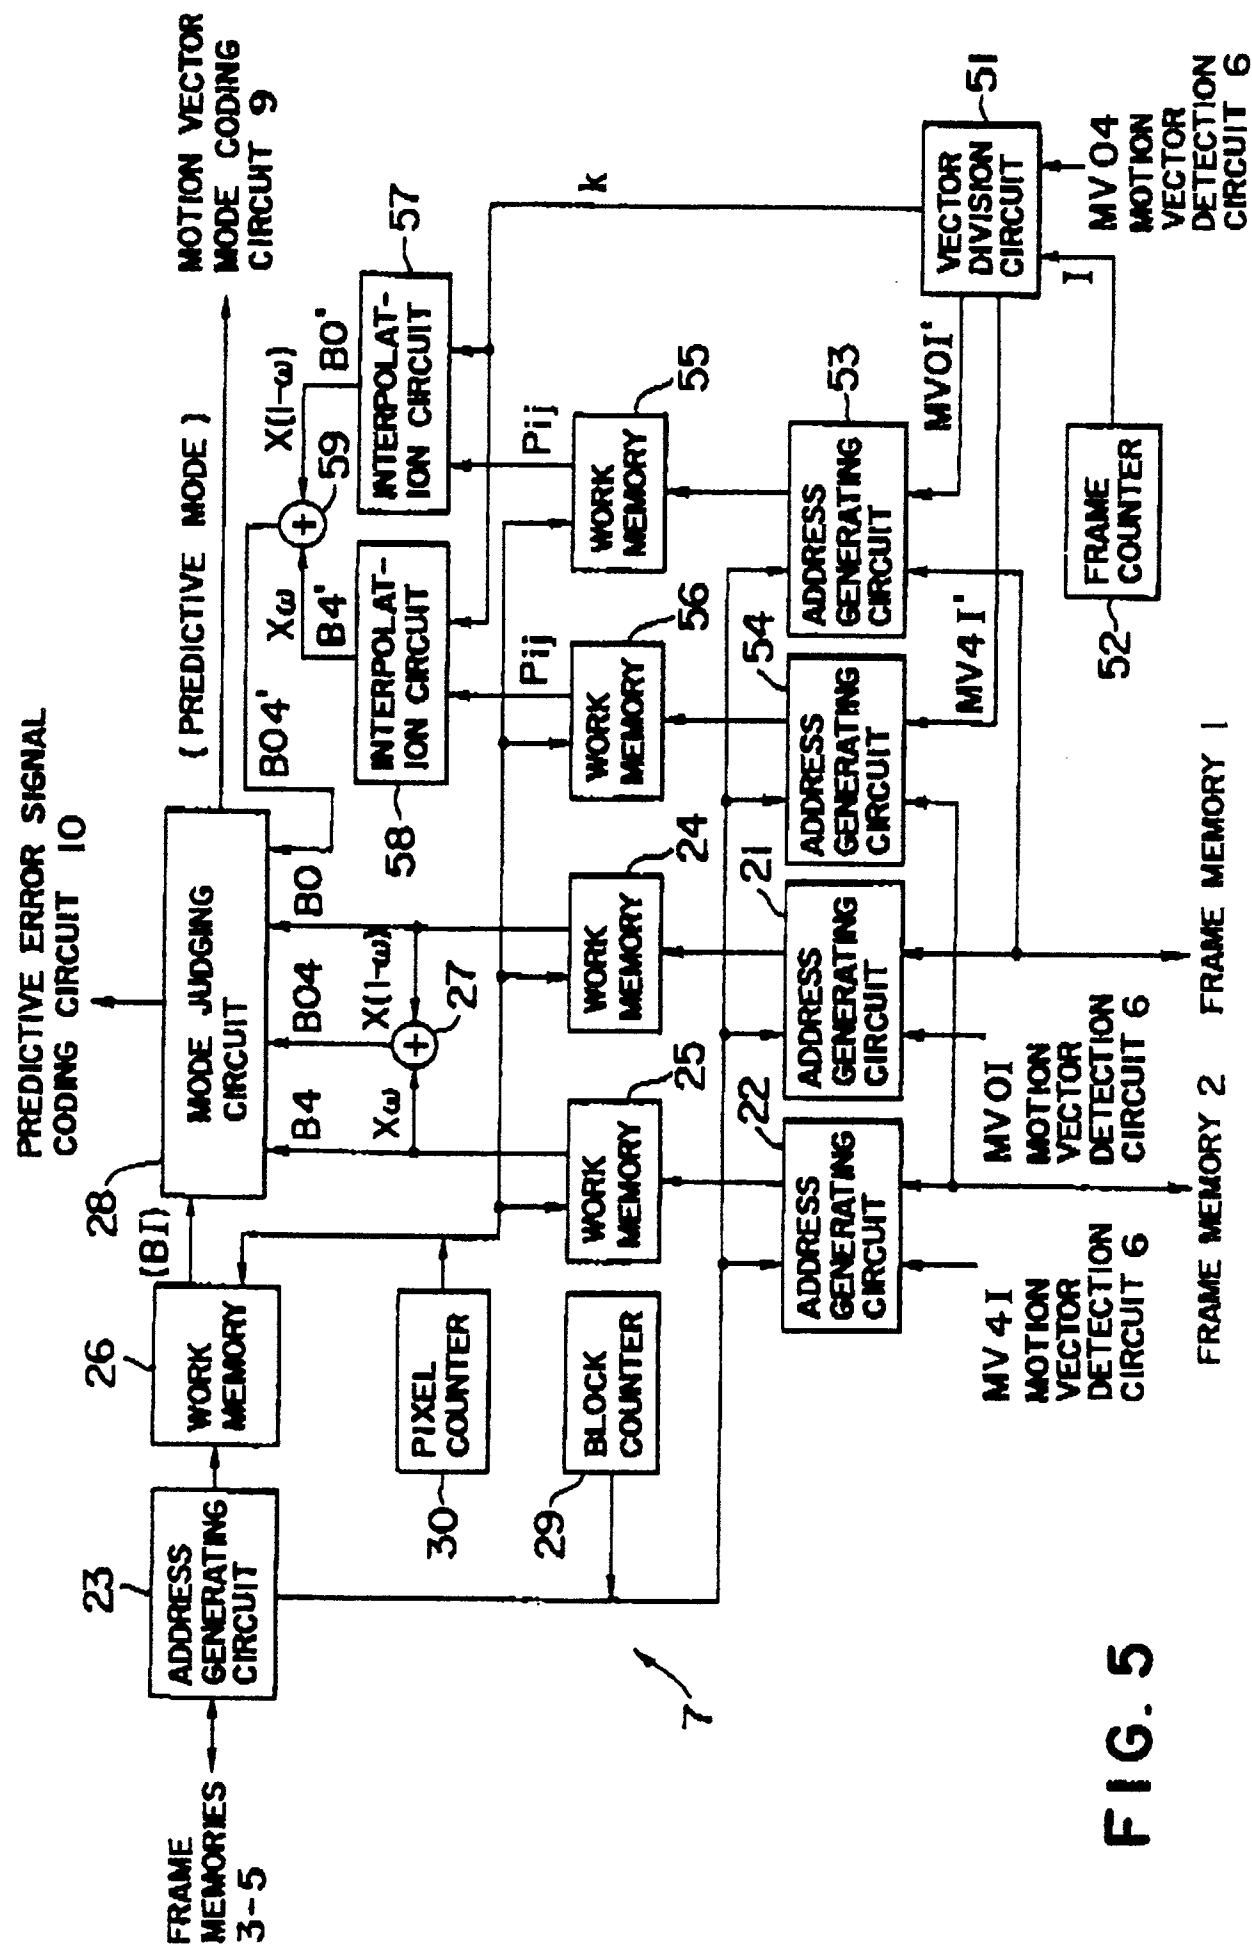 FRAME
MEMORIES
3-5
23
ADDRESS
GENERATING
CIRCUIT
26
WORK
MEMORY
(BI)
28
MODE JUDGING
CIRCUIT
PREDICTIVE ERROR SIGNAL
CODING CIRCUIT 10
(PREDICTIVE MODE)
MOTION VECTOR
MODE CODING
CIRCUIT 9
B4
B04
B0
B04'
Xω
X(1-ω)
27
Xω
X(1-ω)
59
B4'
B0'
58
INTERPOLAT-
ION CIRCUIT
57
INTERPOLAT-
ION CIRCUIT
k
30
PIXEL
COUNTER
29
BLOCK
COUNTER
25
WORK
MEMORY
24
WORK
MEMORY
56
WORK
MEMORY
55
WORK
MEMORY
Pij
Pij
22
ADDRESS
GENERATING
CIRCUIT
21
ADDRESS
GENERATING
CIRCUIT
54
ADDRESS
GENERATING
CIRCUIT
53
ADDRESS
GENERATING
CIRCUIT
MV4I'
MV0I'
51
VECTOR
DIVISION
CIRCUIT
I
52
FRAME
COUNTER
MV4I
MOTION
VECTOR
DETECTION
CIRCUIT 6
MV0I
MOTION
VECTOR
DETECTION
CIRCUIT 6
MV04
MOTION
VECTOR
DETECTION
CIRCUIT 6
FRAME MEMORY 2
FRAME MEMORY 1
7
FIG. 5